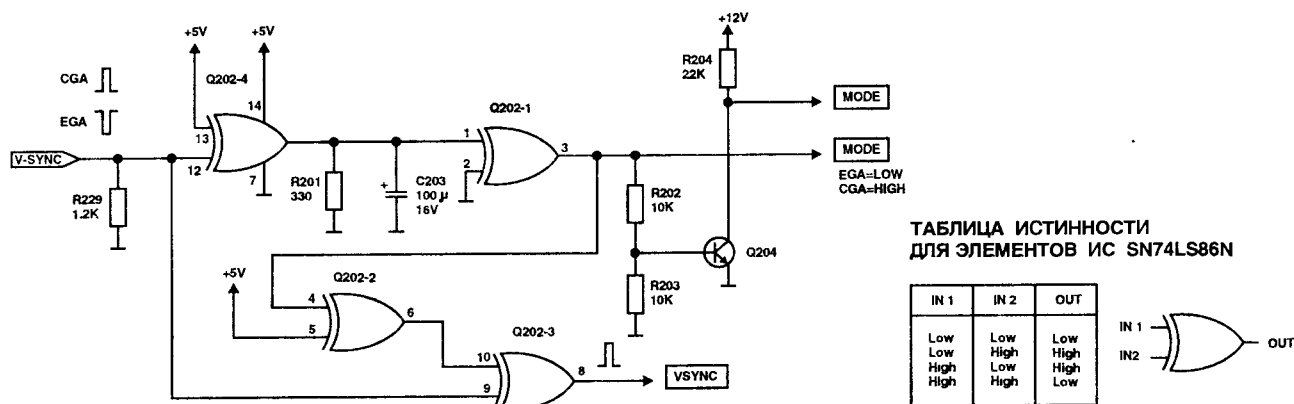 +12V
+5V
+5V
R204
22K
CGA
Q202-4
MODE
EGA
14
Q202-1
13
1
3
MODE
V-SYNC
12
2
EGA=LOW
CGA=HIGH
7
R201
330
+
C203
100 µ
16V
R202
10K
R229
1.2K
Q204
ТАБЛИЦА ИСТИННОСТИ
ДЛЯ ЭЛЕМЕНТОВ ИС SN74LS86N
+5V
Q202-2
R203
10K
4
6
5
Q202-3
IN 1 IN 2 OUT
Low Low Low
Low High High
High Low High
High High Low
IN 1
IN2
OUT
10
8
VSYNC
9